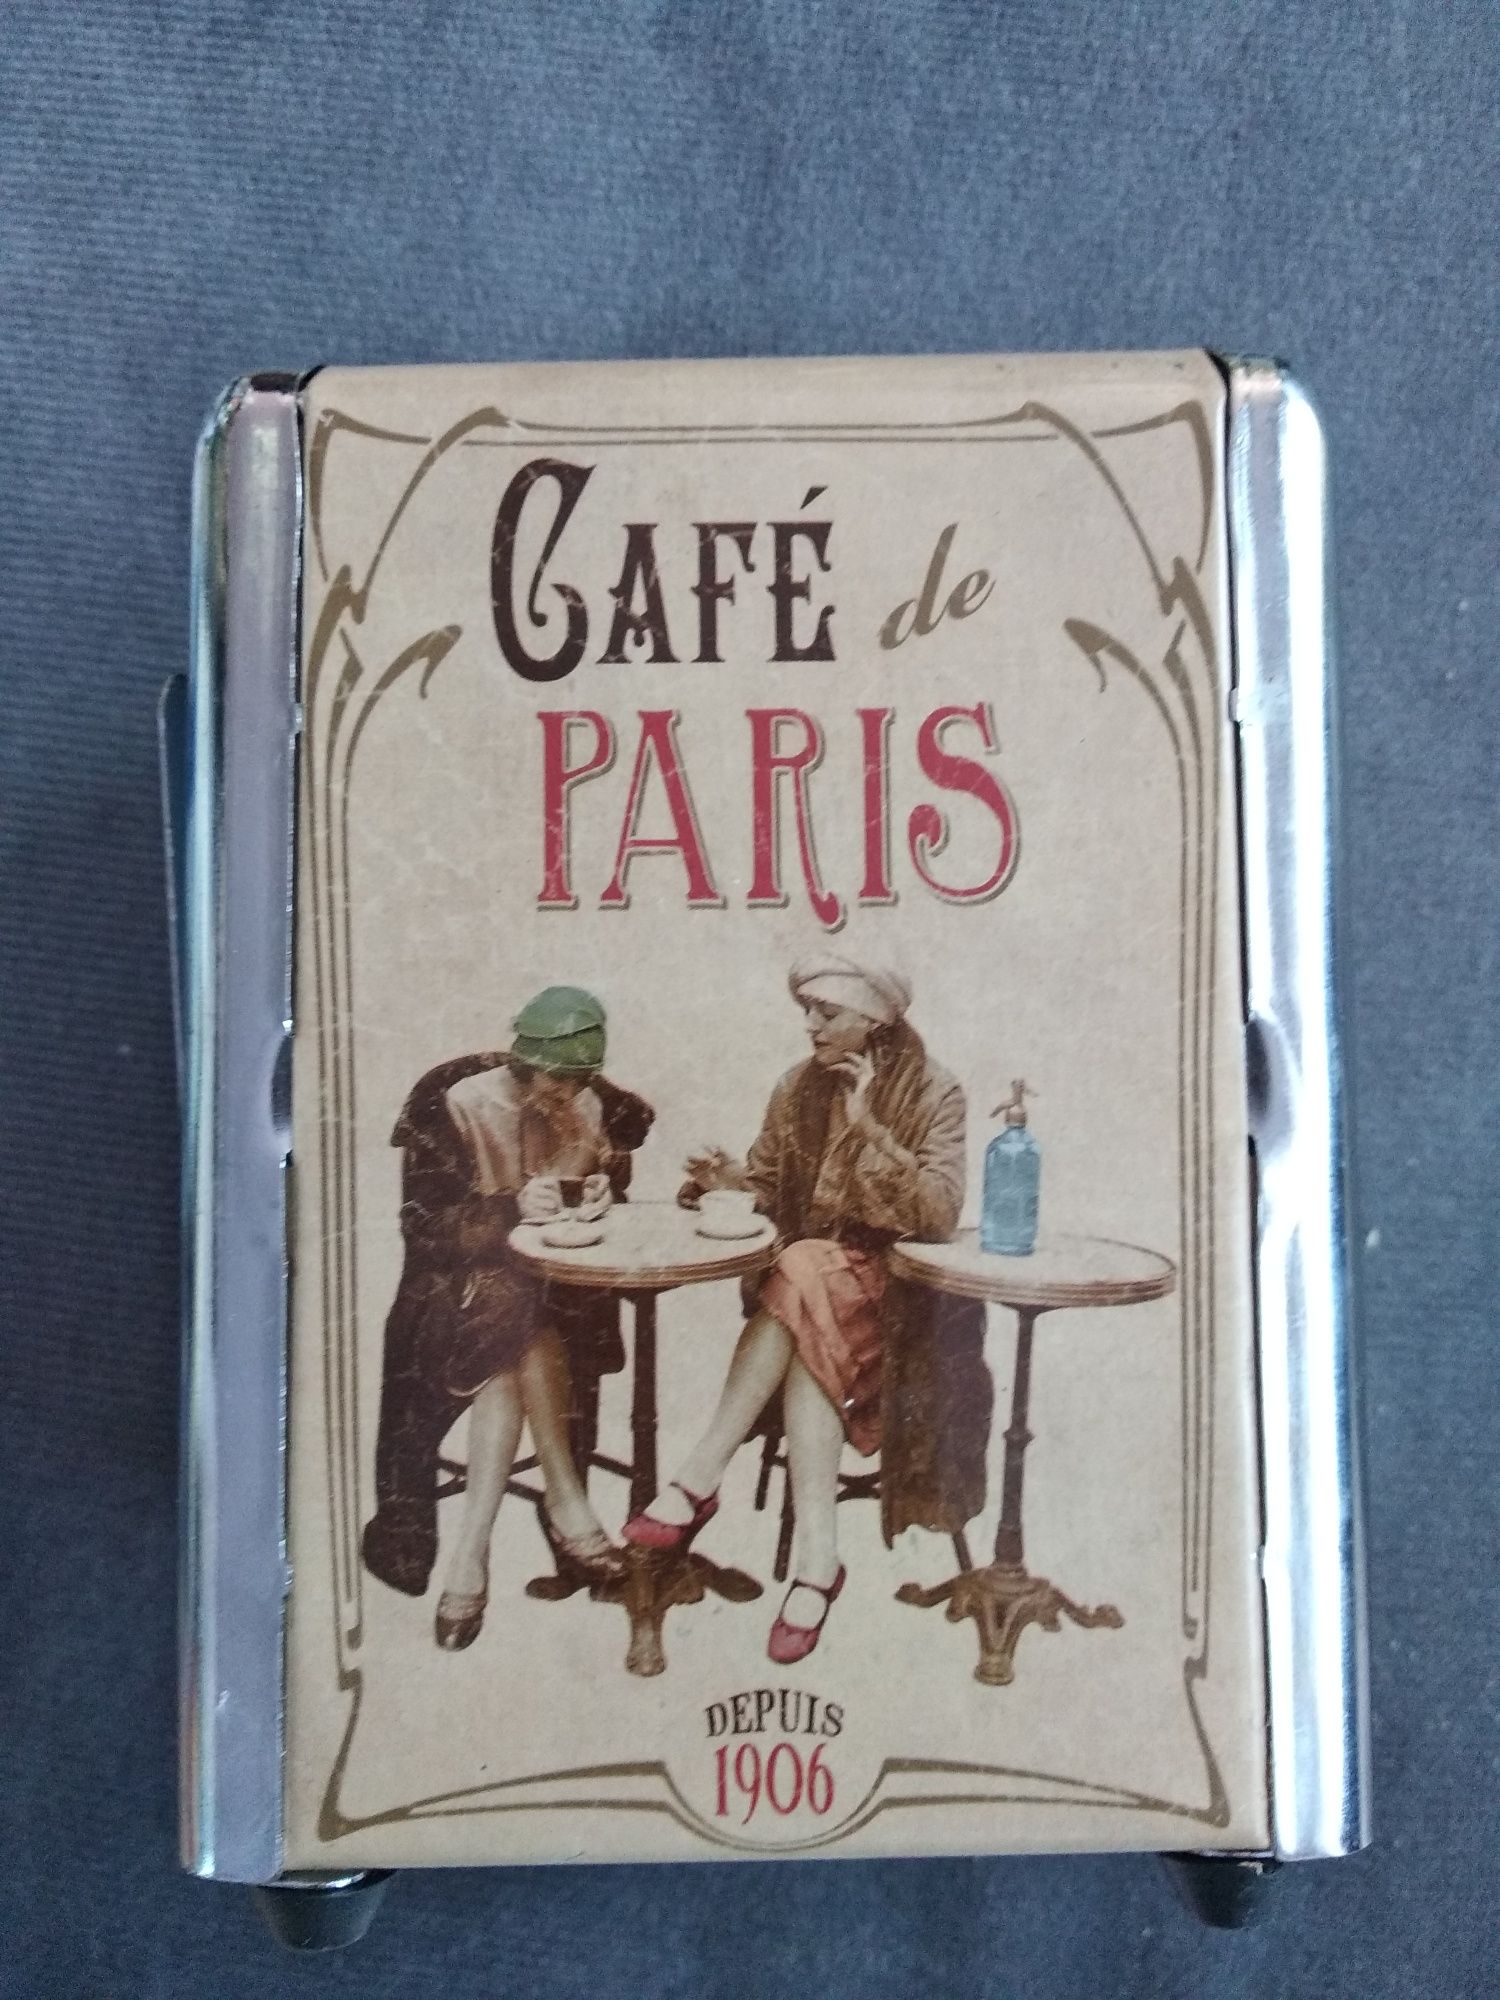 CAFÉ de
PARIS
DEPUIS
1906